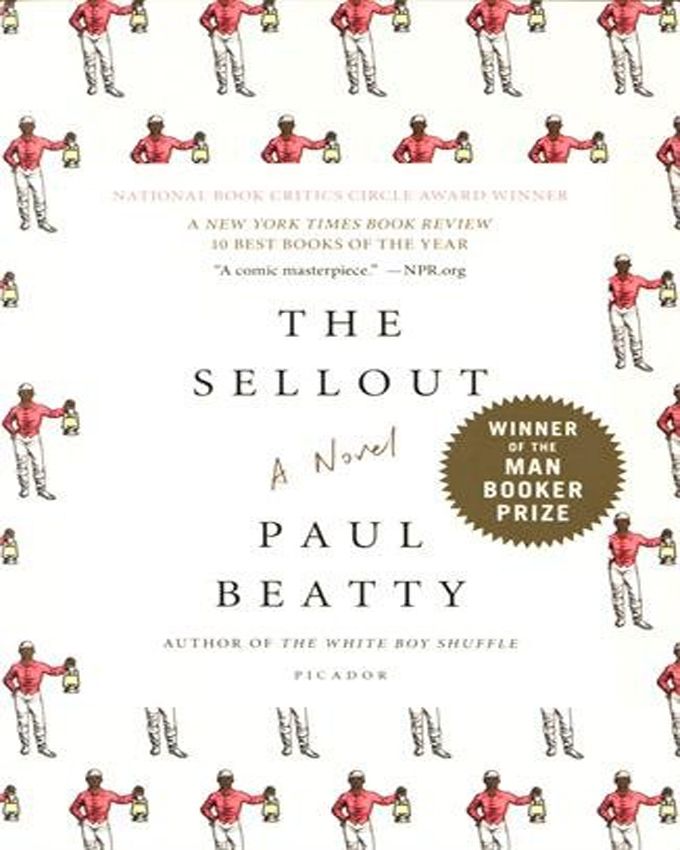 NATIONAL BOOK CRITICS CIRCLE AWARD WINNER
A NEW YORK TIMES BOOK REVIEW
10 BEST BOOKS OF THE YEAR
"A comic masterpiece." —NPR.org
THE
SELLOUT
A Novel
WINNER
OF THE
MAN
BOOKER
PRIZE
PAUL
BEATTY
AUTHOR OF THE WHITE BOY SHUFFLE
PICADOR